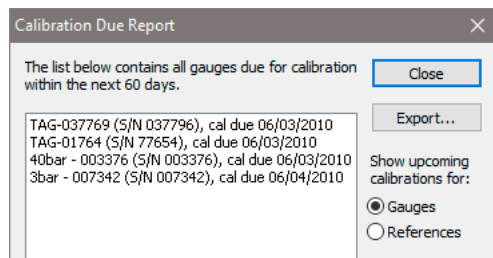 Calibration Due Report
The list below contains all gauges due for calibration
within the next 60 days.
Close
Export...
TAG-037769 (S/N 037796), cal due 06/03/2010
TAG-01764 (S/N 77654), cal due 06/03/2010
40bar - 003376 (S/N 003376), cal due 06/03/2010
3bar - 007342 (S/N 007342), cal due 06/04/2010
Show upcoming
calibrations for:
Gauges
References